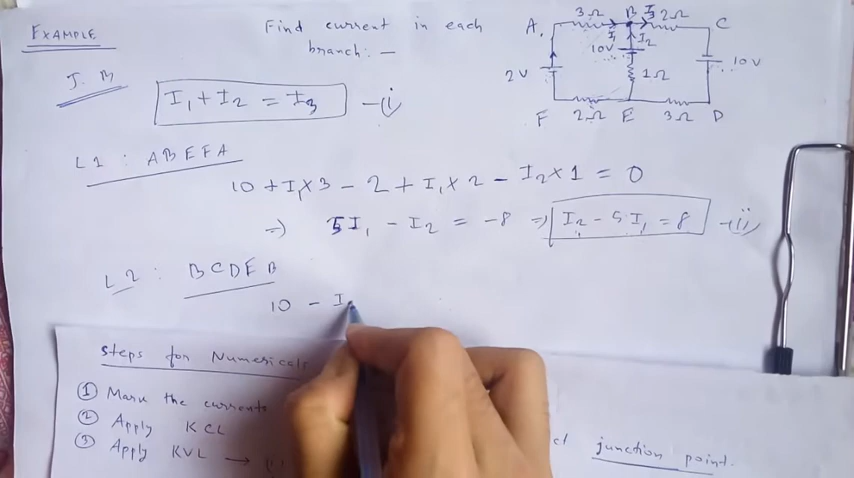 EXAMPLE
Find current in each
branch: —
J. B
I₁ + I₂ = I₃ —(i)
A 3Ω B I₃ 2Ω C
I₁ I₂
10V
2V 1Ω 10V
F 2Ω E 3Ω D
L1 : ABEFA
10 + I₁×3 − 2 + I₁×2 − I₂×1 = 0
⇒ 5I₁ − I₂ = −8 ⇒ I₂ − 5I₁ = 8 —(ii)
L2 : BCDEB
10 − I
Steps for Numericals
① Mark the currents
② Apply KCL junction point.
③ Apply KVL →